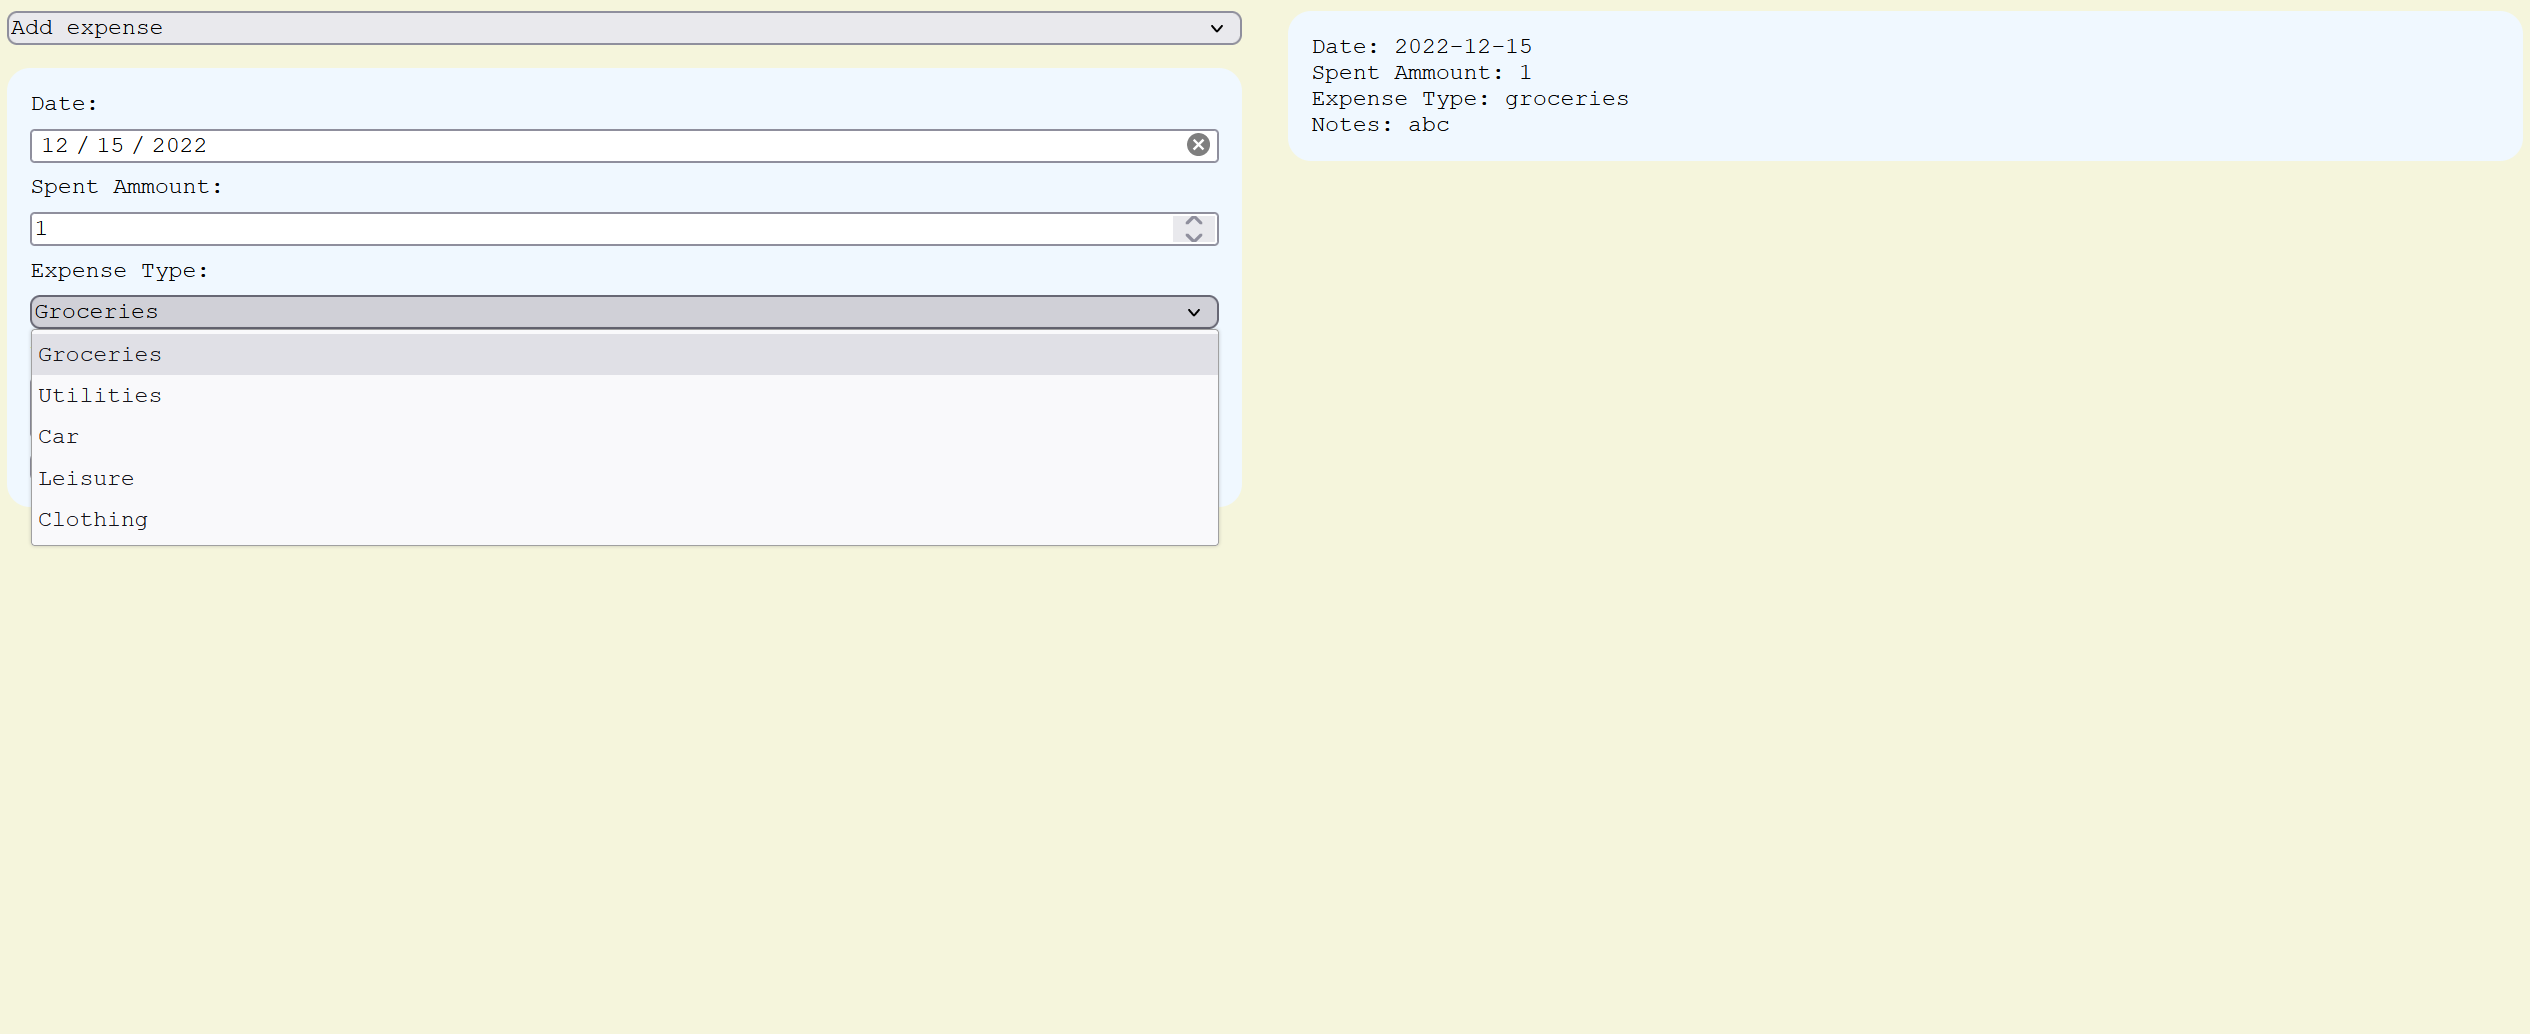 Add expense
Date:
12 / 15 / 2022
Spent Ammount:
1
Expense Type:
Groceries
Groceries
Utilities
Car
Leisure
Clothing
Date: 2022-12-15
Spent Ammount: 1
Expense Type: groceries
Notes: abc